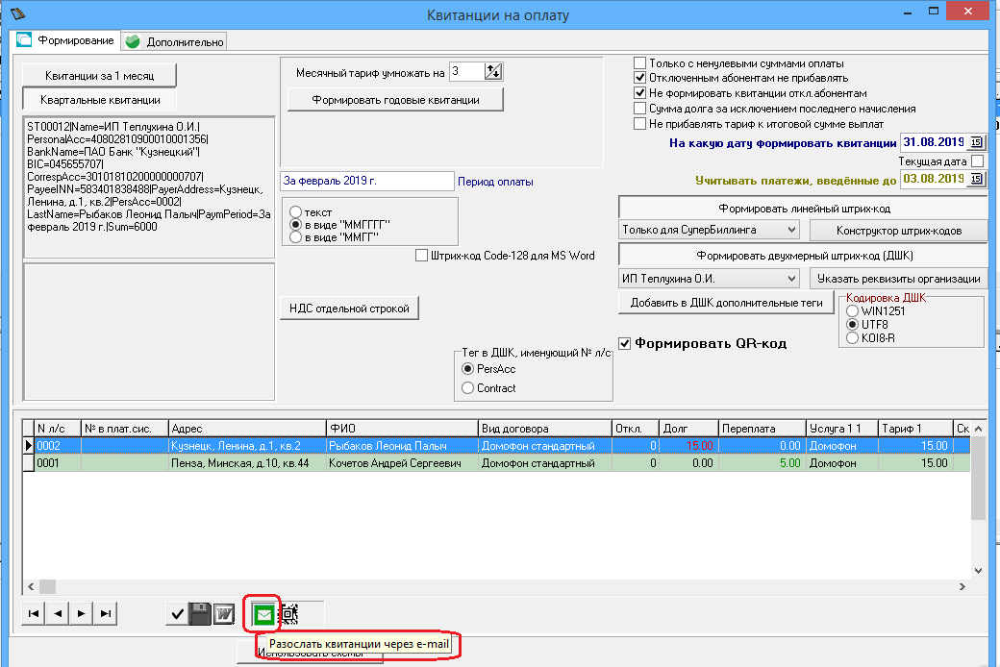 Квитанции на оплату
Формирование
Дополнительно
Квитанции за 1 месяц
Квартальные квитанции
ST00012|Name=ИП Теплухина О.И.|
PersonalAcc=40802810900010001356|
BankName=ПАО Банк "Кузнецкий"|
BIC=045655707|
CorrespAcc=30101810200000000707|
PayeeINN=583401838488|PayerAddress=Кузнецк,
Ленина, д.1, кв.2|PersAcc=0002|
LastName=Рыбаков Леонид Палыч|PaymPeriod=За
февраль 2019 г.|Sum=6000
Месячный тариф умножать на 3
Формировать годовые квитанции
За февраль 2019 г. Период оплаты
текст
в виде "ММГГГГ"
в виде "ММГГ"
Штрих-код Code-128 для MS Word
НДС отдельной строкой
Тег в ДШК, именующий № л/с
PersAcc
Contract
Только с ненулевыми суммами оплаты
Отключенным абонентам не прибавлять
Не формировать квитанции откл.абонентам
Сумма долга за исключением последнего начисления
Не прибавлять тариф к итоговой сумме выплат
На какую дату формировать квитанции 31.08.2019 15
Текущая дата
Учитывать платежи, введённые до 03.08.2019 15
Формировать линейный штрих-код
Только для СуперБиллинга Конструктор штрих-кодов
Формировать двухмерный штрих-код (ДШК)
ИП Теплухина О.И. Указать реквизиты организации
Добавить в ДШК дополнительные теги
Кодировка ДШК
WIN1251
UTF8
KOI8-R
Формировать QR-код
N л/с № в плат.сис. Адрес ФИО Вид договора Откл. Долг Переплата Услуга 1 1 Тариф 1 Ск
0002 Кузнецк, Ленина, д.1, кв.2 Рыбаков Леонид Палыч Домофон стандартный 0 15.00 0.00 Домофон 15.00
0001 Пенза, Минская, д.10, кв.44 Кочетов Андрей Сергеевич Домофон стандартный 0 0.00 5.00 Домофон 15.00
W
Разослать квитанции через e-mail
Использовать схемы